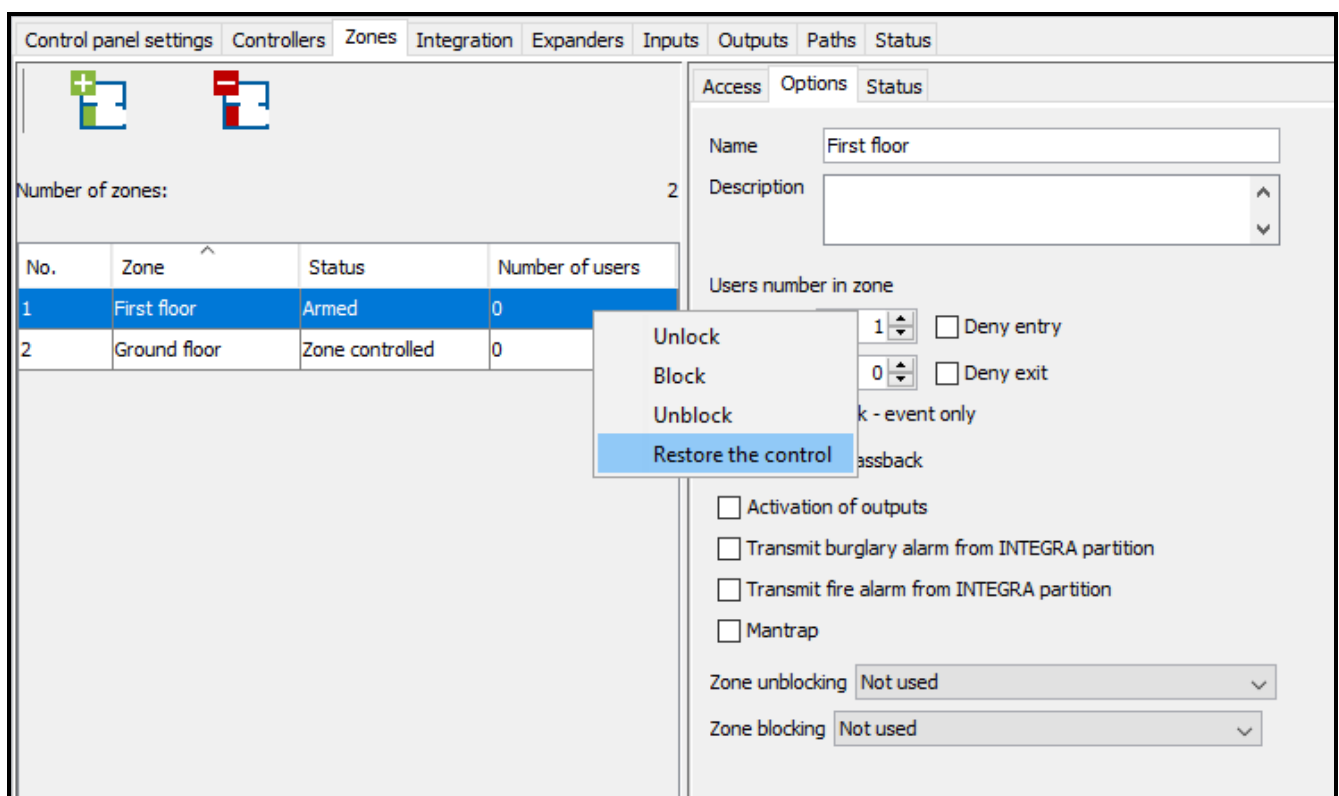 Control panel settings Controllers Zones Integration Expanders Inputs Outputs Paths Status
Number of zones: 2
No. Zone Status Number of users
1 First floor Armed 0
2 Ground floor Zone controlled 0
Unlock
Block
Unblock
Restore the control
Access Options Status
Name First floor
Description
Users number in zone
1 Deny entry
0 Deny exit
- event only
Activation of outputs
Transmit burglary alarm from INTEGRA partition
Transmit fire alarm from INTEGRA partition
Mantrap
Zone unblocking Not used
Zone blocking Not used